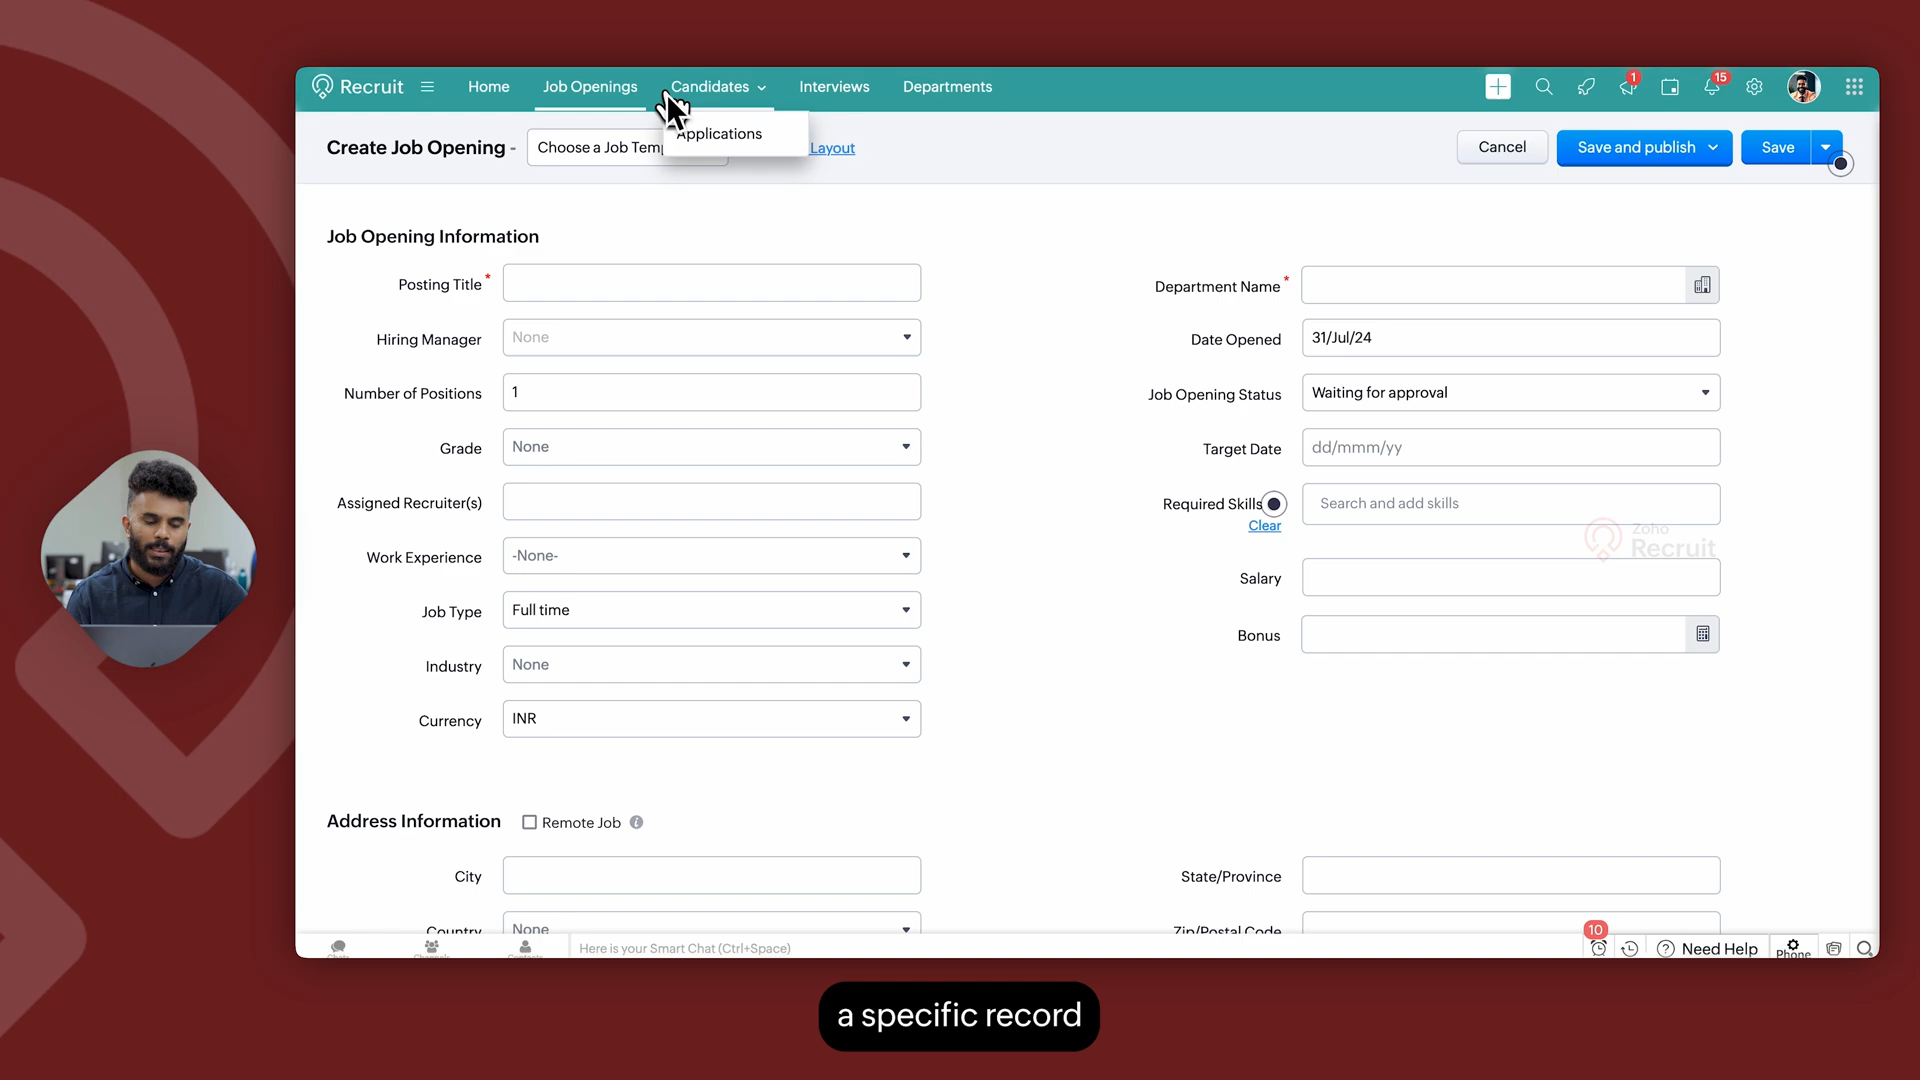 Recruit Home Job Openings Candidates Interviews Departments 1 15
Applications
Create Job Opening - Choose a Job Temp Layout Cancel Save and publish Save
Job Opening Information
Posting Title *
Department Name *
Hiring Manager None
Date Opened 31/Jul/24
Number of Positions 1
Job Opening Status Waiting for approval
Grade None
Target Date dd/mmm/yy
Assigned Recruiter(s)
Required Skills Search and add skills
Clear
Zoho
Recruit
Work Experience -None-
Salary
Job Type Full time
Bonus
Industry None
Currency INR
Address Information Remote Job
City
State/Province
Country None
Zip/Postal Code
10
Chats Channels Contacts Here is your Smart Chat (Ctrl+Space) Need Help Phone
a specific record